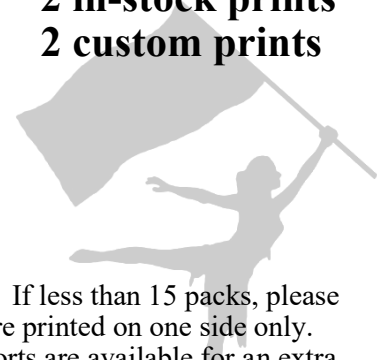 2 in-stock prints
2 custom prints
If less than 15 packs, please
re printed on one side only.
orts are available for an extra